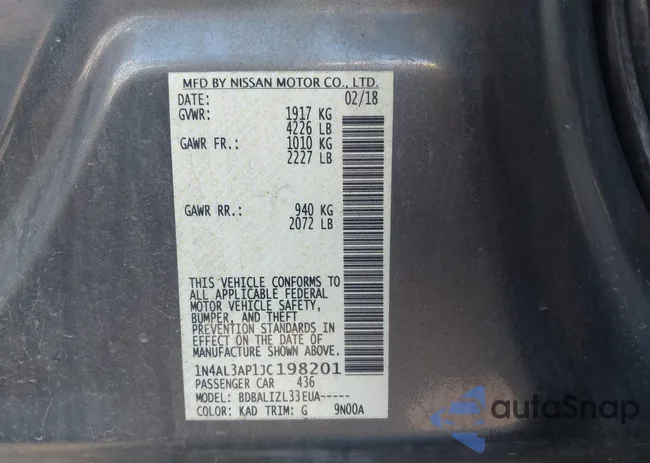 MFD BY NISSAN MOTOR CO., LTD.
DATE: 02/18
GVWR: 1917 KG
4226 LB
GAWR FR.: 1010 KG
2227 LB
GAWR RR.: 940 KG
2072 LB
THIS VEHICLE CONFORMS TO
ALL APPLICABLE FEDERAL
MOTOR VEHICLE SAFETY,
BUMPER, AND THEFT
PREVENTION STANDARDS IN
EFFECT ON THE DATE OF
MANUFACTURE SHOWN ABOVE.
1N4AL3AP1JC198201
PASSENGER CAR 436
MODEL: BDBALIZL33EUA-----
COLOR: KAD TRIM: G 9N00A
autoSnap